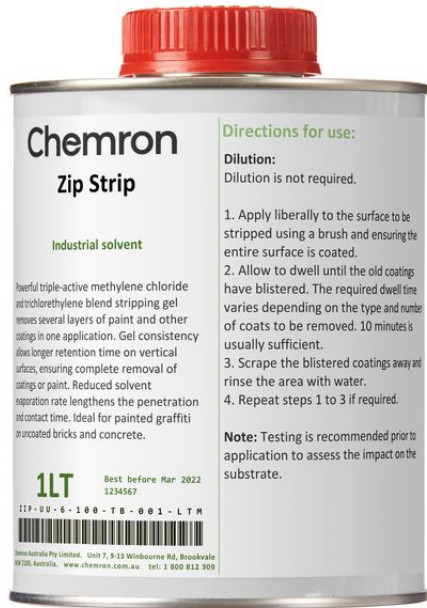 Chemron
Zip Strip
Industrial solvent
Powerful triple-active methylene chloride
and trichlorethylene blend stripping gel
removes several layers of paint and other
coatings in one application. Gel consistency
allows longer retention time on vertical
surfaces, ensuring complete removal of
coatings or paint. Reduced solvent
evaporation rate lengthens the penetration
and contact time. Ideal for painted graffiti
on uncoated bricks and concrete.
1LT
Best before Mar 2022
1234567
ZIP-UU-6-100-TB-001-LTM
Chemron Australia Pty Limited. Unit 7, 9-13 Winbourne Rd, Brookvale
NSW 2100, Australia. www.chemron.com.au tel: 1 800 812 309
Directions for use:
Dilution:
Dilution is not required.
1. Apply liberally to the surface to be
stripped using a brush and ensuring the
entire surface is coated.
2. Allow to dwell until the old coatings
have blistered. The required dwell time
varies depending on the type and number
of coats to be removed. 10 minutes is
usually sufficient.
3. Scrape the blistered coatings away and
rinse the area with water.
4. Repeat steps 1 to 3 if required.
Note: Testing is recommended prior to
application to assess the impact on the
substrate.